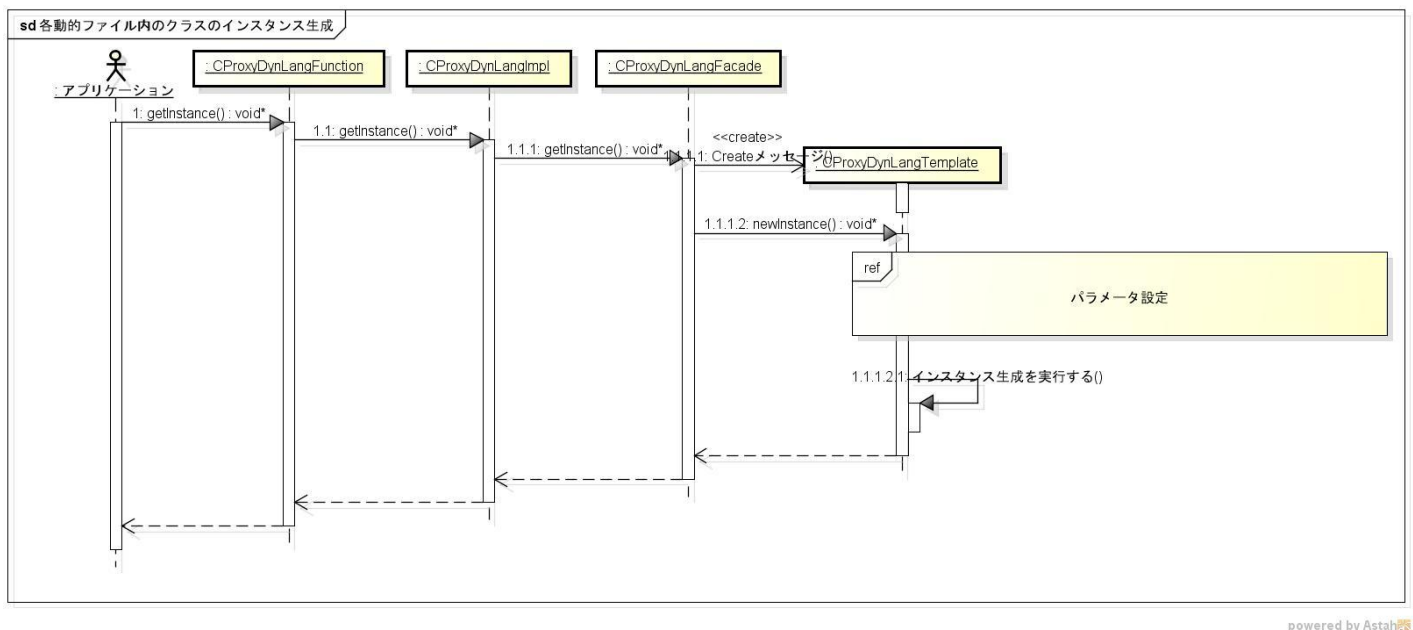 sd 各動的ファイル内のクラスのインスタンス生成
: アプリケーション
: CProxyDynLangFunction
: CProxyDynLangImpl
: CProxyDynLangFacade
1: getInstance() : void*
1.1: getInstance() : void*
1.1.1: getInstance() : void*
<<create>>
1.1.1.1: Createメッセージ()
: CProxyDynLangTemplate
1.1.1.2: newInstance() : void*
ref
パラメータ設定
1.1.1.2.1: インスタンス生成を実行する()
powered by Astah